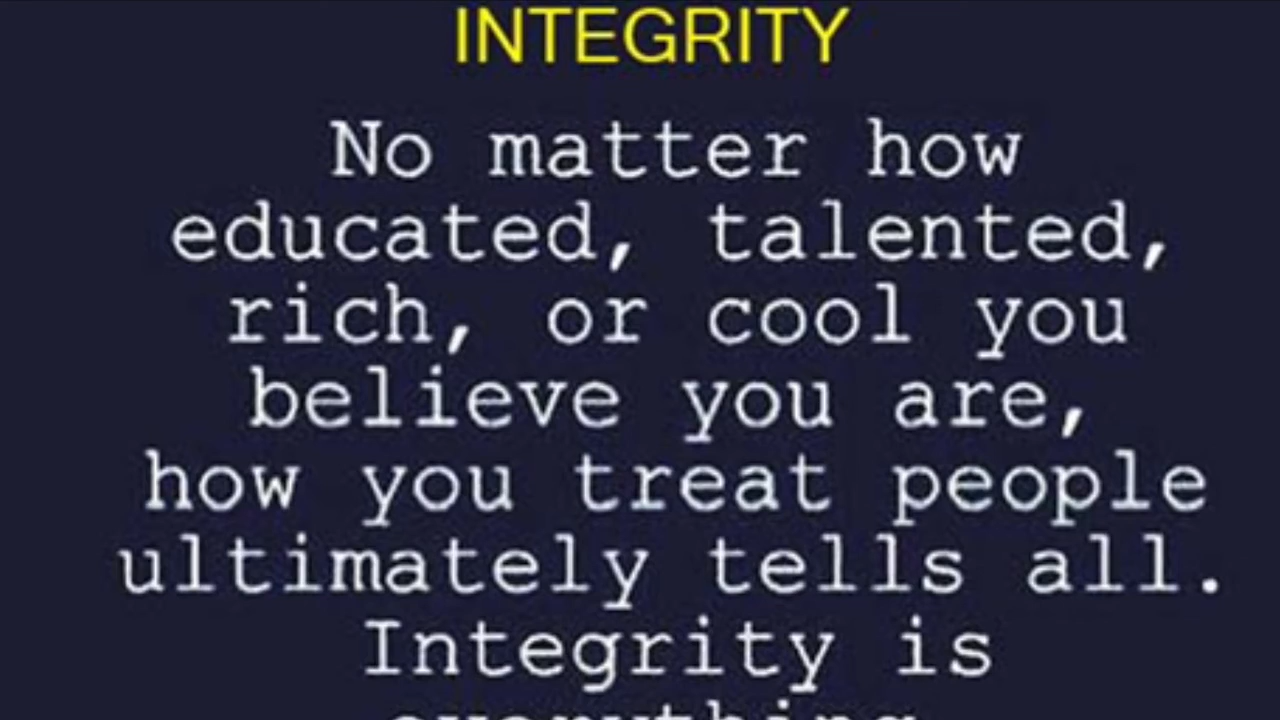 INTEGRITY
No matter how
educated, talented,
rich, or cool you
believe you are,
how you treat people
ultimately tells all.
Integrity is
everything